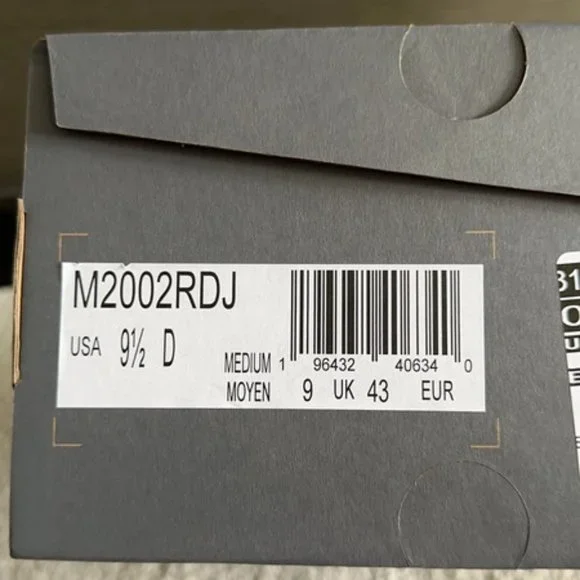 M2002RDJ
USA 9½ D
1 96432 40634 0
MEDIUM
MOYEN 9 UK 43 EUR